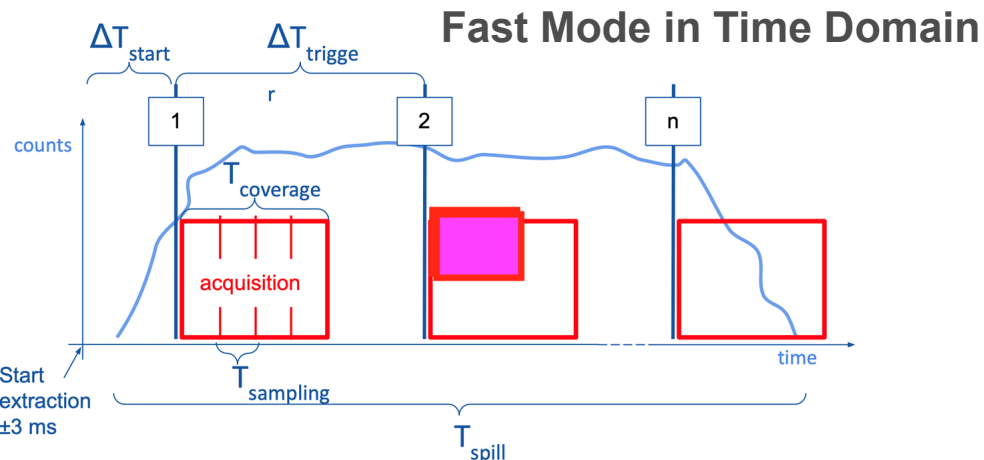 Fast Mode in Time Domain
ΔT start
ΔT trigge
r
1
2
n
counts
T coverage
acquisition
time
Start
extraction
±3 ms
T sampling
T spill